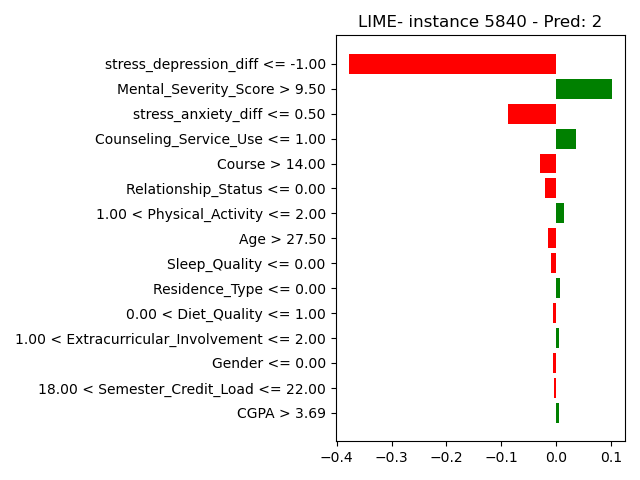 LIME- instance 5840 - Pred: 2
stress_depression_diff <= -1.00
Mental_Severity_Score > 9.50
stress_anxiety_diff <= 0.50
Counseling_Service_Use <= 1.00
Course > 14.00
Relationship_Status <= 0.00
1.00 < Physical_Activity <= 2.00
Age > 27.50
Sleep_Quality <= 0.00
Residence_Type <= 0.00
0.00 < Diet_Quality <= 1.00
1.00 < Extracurricular_Involvement <= 2.00
Gender <= 0.00
18.00 < Semester_Credit_Load <= 22.00
CGPA > 3.69
−0.4 −0.3 −0.2 −0.1 0.0 0.1